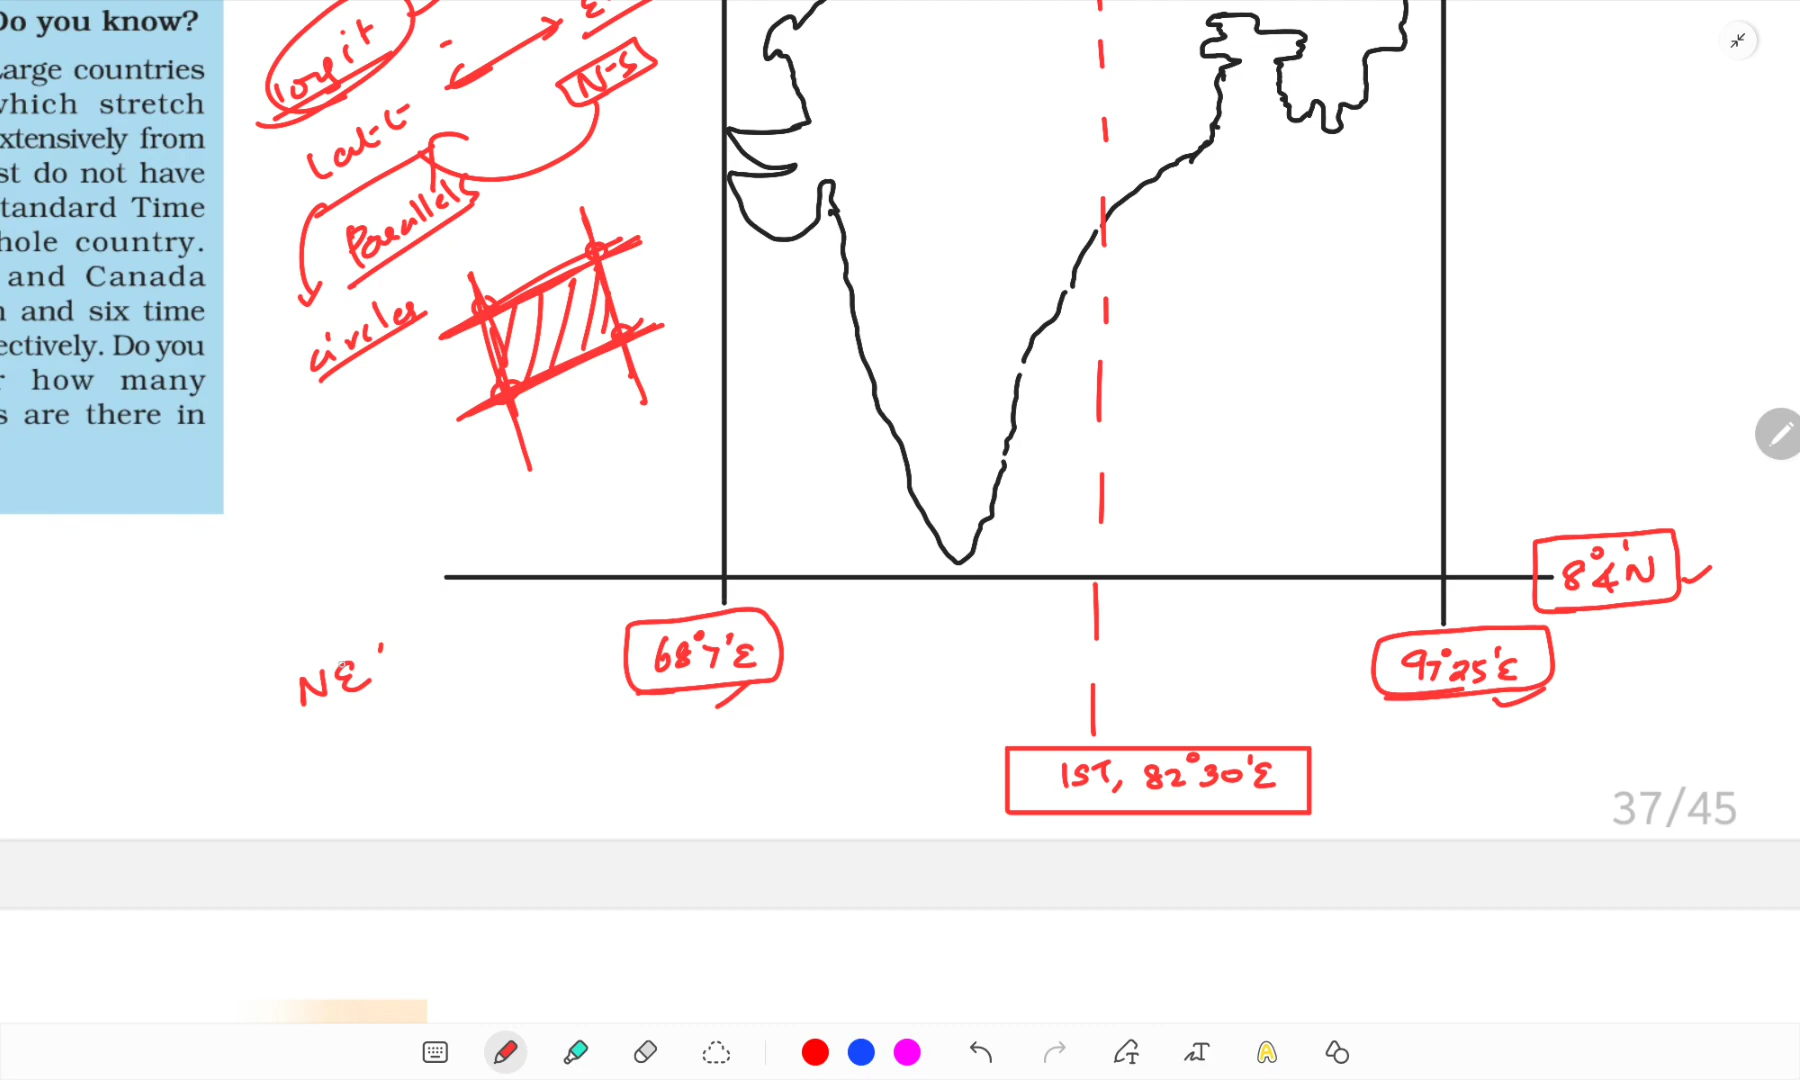 Do you know?
Large countries
which stretch
extensively from
st do not have
tandard Time
hole country.
and Canada
n and six time
ectively. Do you
r how many
s are there in
longit
N-S
Lat-t
Parallels
circles
8°4'N
68°7'E
97°25'E
NE'
IST, 82°30'E
37/45